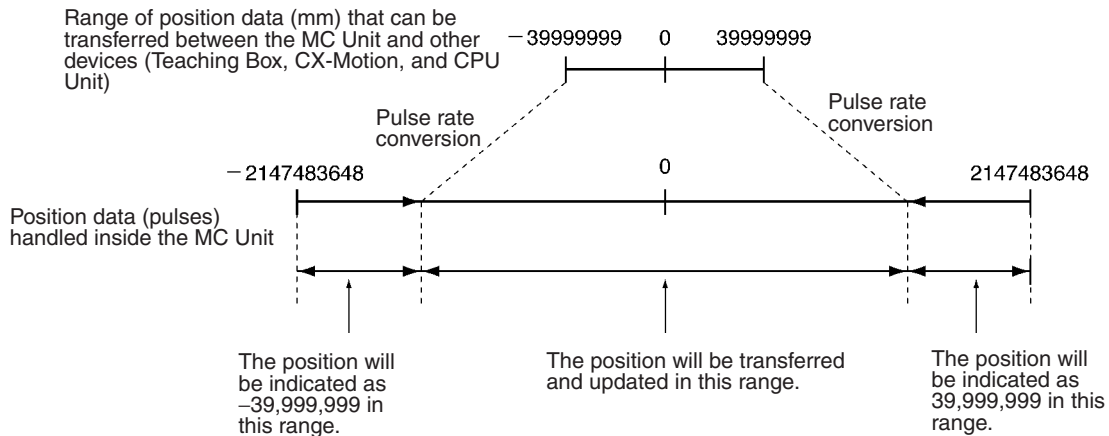 Range of position data (mm) that can be
transferred between the MC Unit and other
devices (Teaching Box, CX-Motion, and CPU
Unit)
−39999999 0 39999999
Pulse rate
conversion
Pulse rate
conversion
−2147483648 0 2147483648
Position data (pulses)
handled inside the MC Unit
The position will
be indicated as
–39,999,999 in
this range.
The position will be transferred
and updated in this range.
The position will
be indicated as
39,999,999 in this
range.